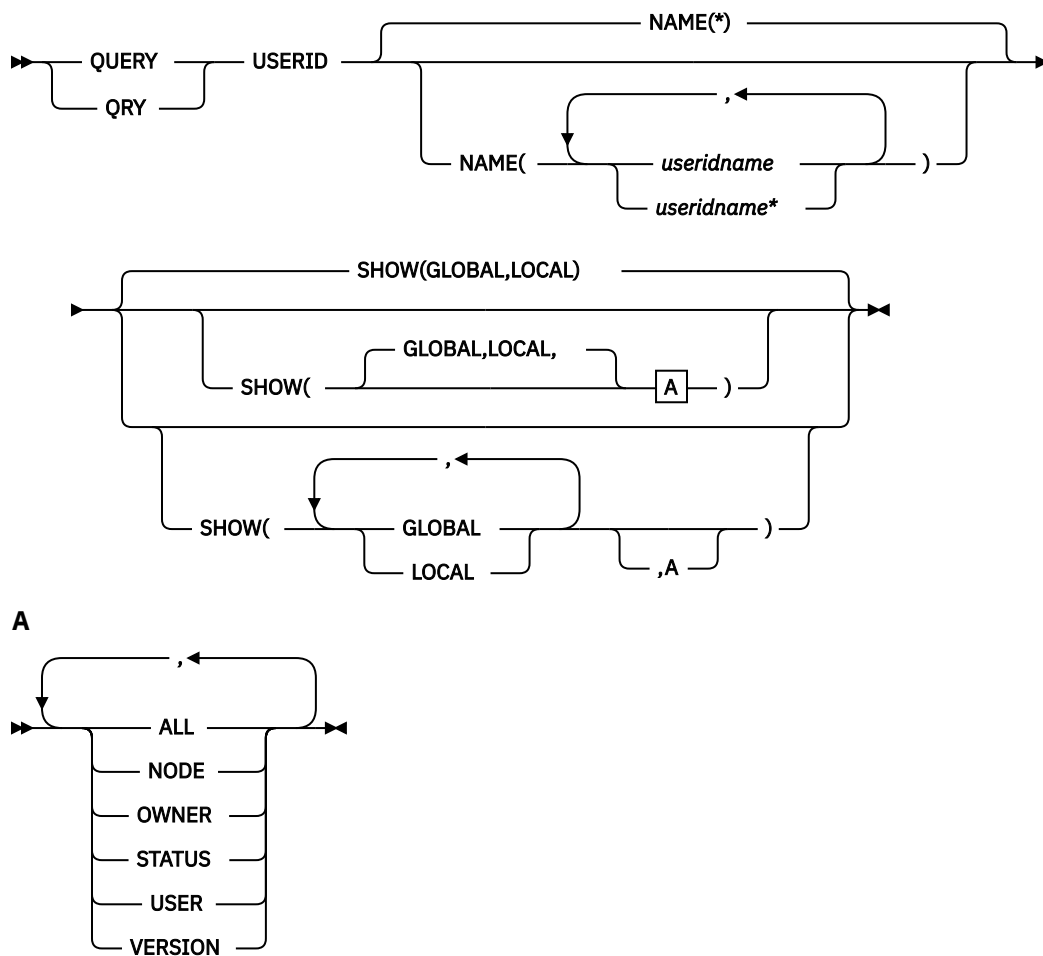 NAME(*)
QUERY USERID
QRY
,
NAME( useridname )
useridname*
SHOW(GLOBAL,LOCAL)
GLOBAL,LOCAL,
SHOW( A )
,
SHOW( GLOBAL )
LOCAL ,A
A
,
ALL
NODE
OWNER
STATUS
USER
VERSION